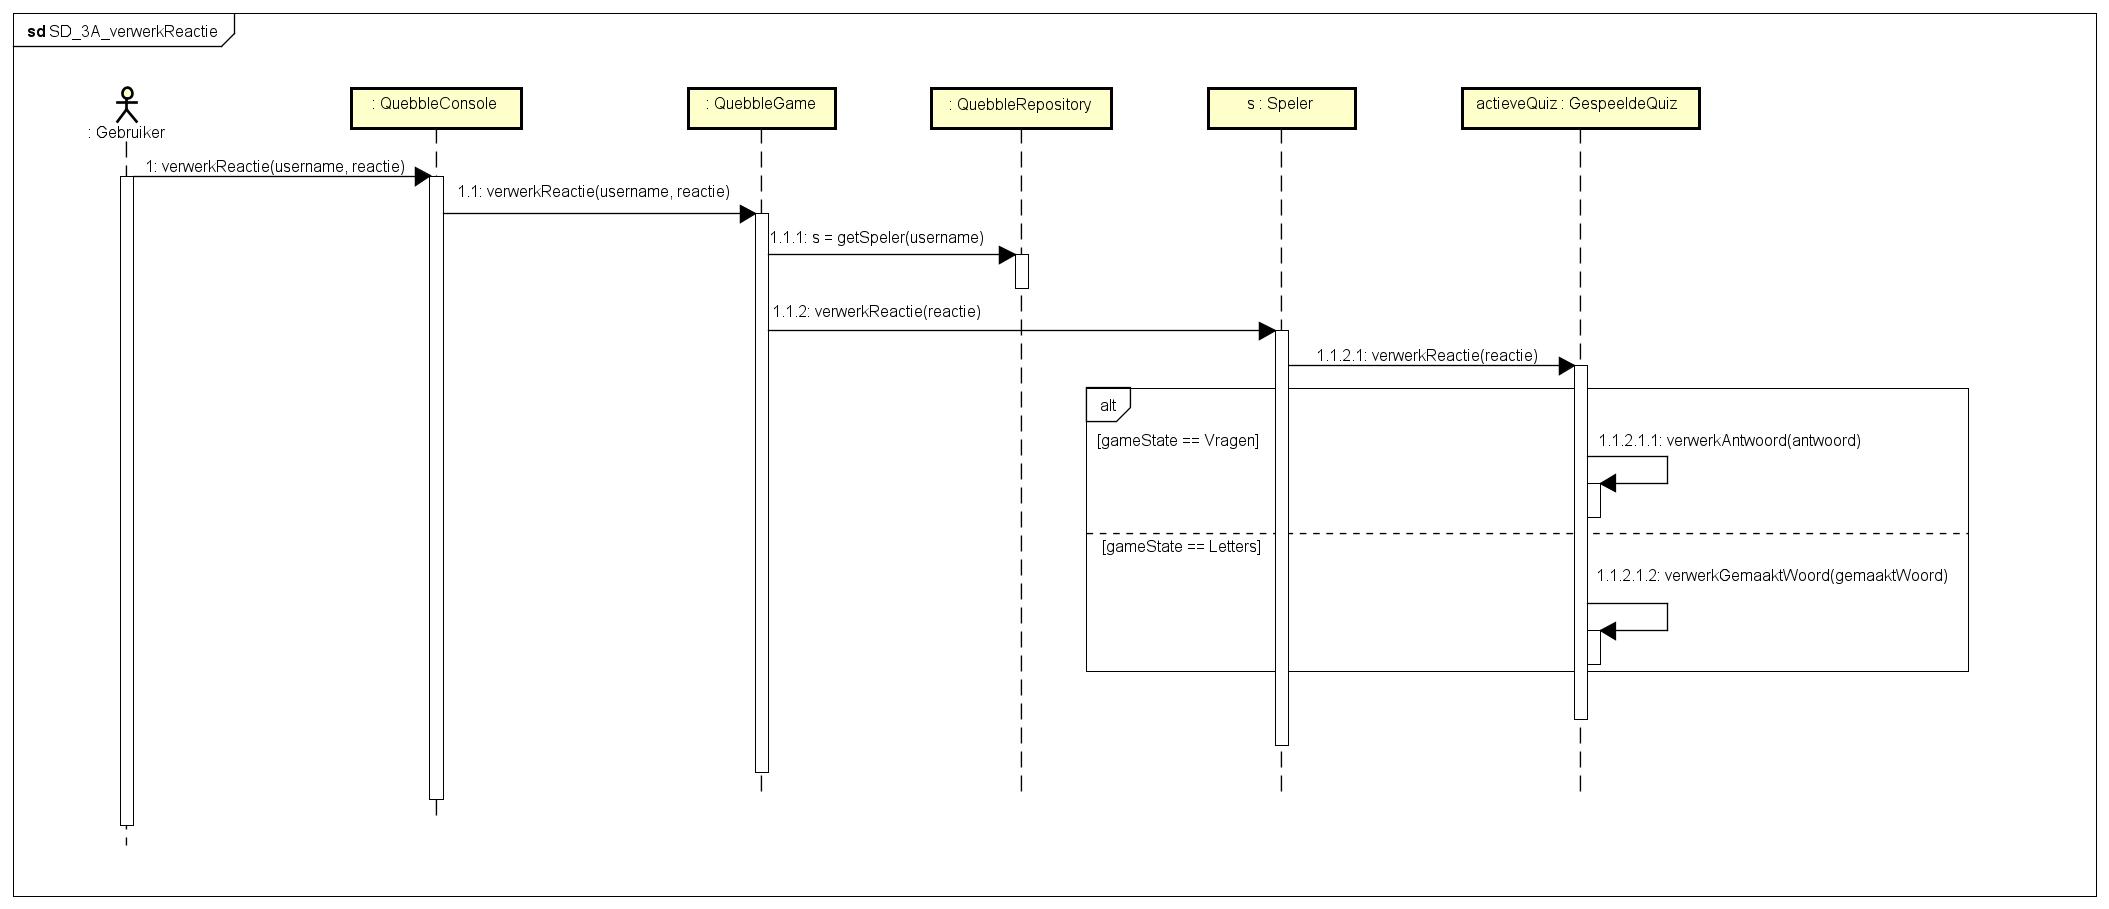 sd SD_3A_verwerkReactie
: Gebruiker
: QuebbleConsole
: QuebbleGame
: QuebbleRepository
s : Speler
actieveQuiz : GespeeldeQuiz
1: verwerkReactie(username, reactie)
1.1: verwerkReactie(username, reactie)
1.1.1: s = getSpeler(username)
1.1.2: verwerkReactie(reactie)
1.1.2.1: verwerkReactie(reactie)
alt
[gameState == Vragen]
1.1.2.1.1: verwerkAntwoord(antwoord)
[gameState == Letters]
1.1.2.1.2: verwerkGemaaktWoord(gemaaktWoord)